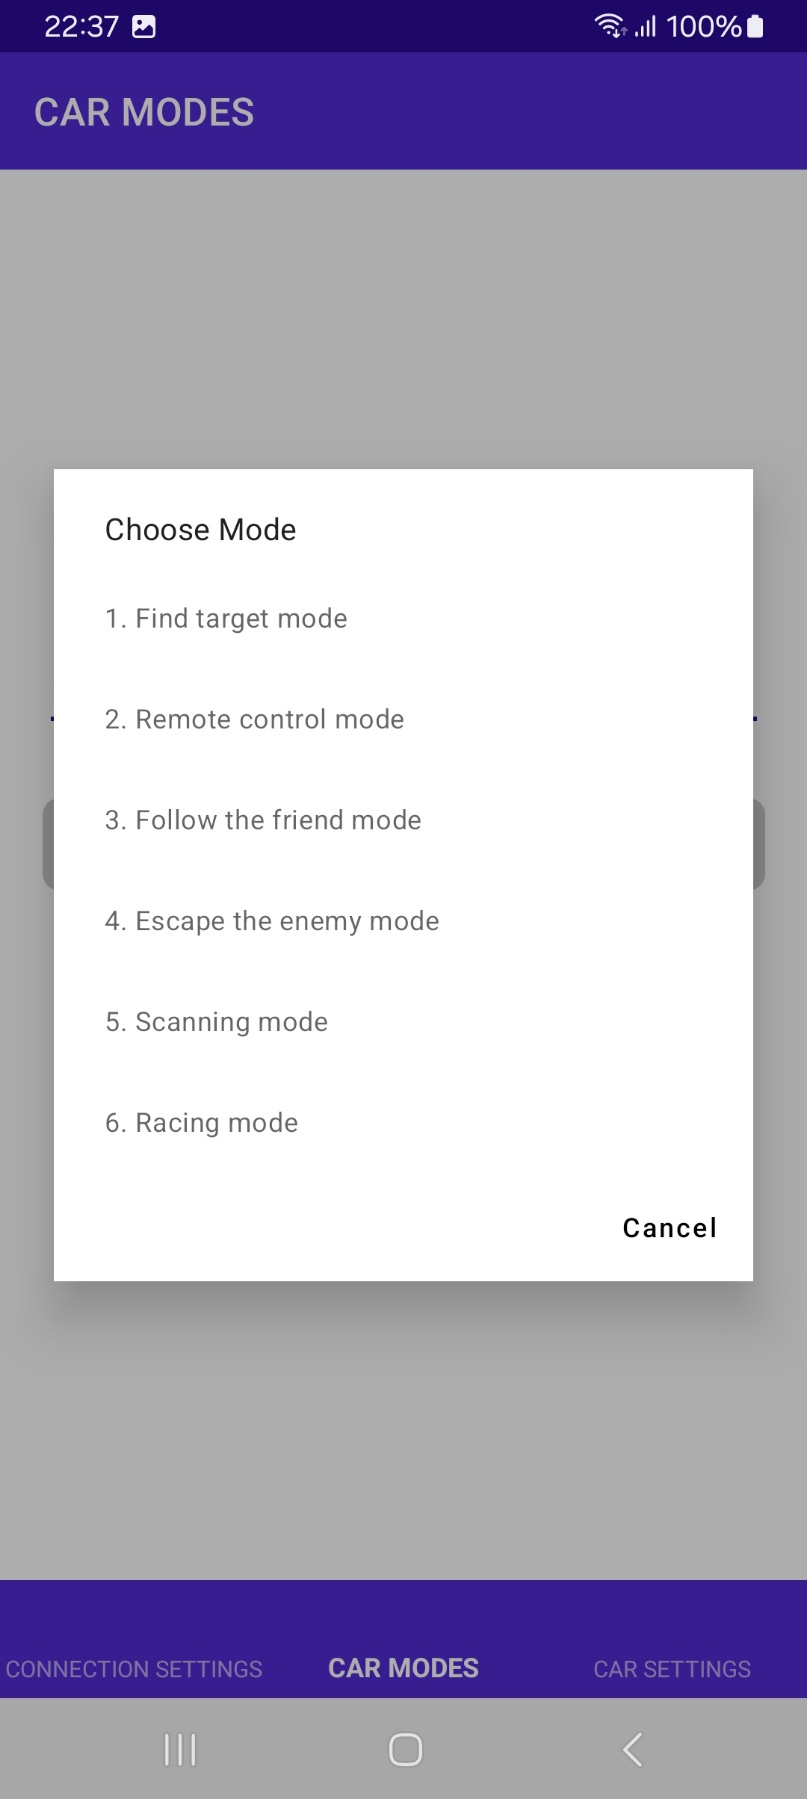 22:37 100%
CAR MODES
Choose Mode
1. Find target mode
2. Remote control mode
3. Follow the friend mode
4. Escape the enemy mode
5. Scanning mode
6. Racing mode
Cancel
CONNECTION SETTINGS CAR MODES CAR SETTINGS